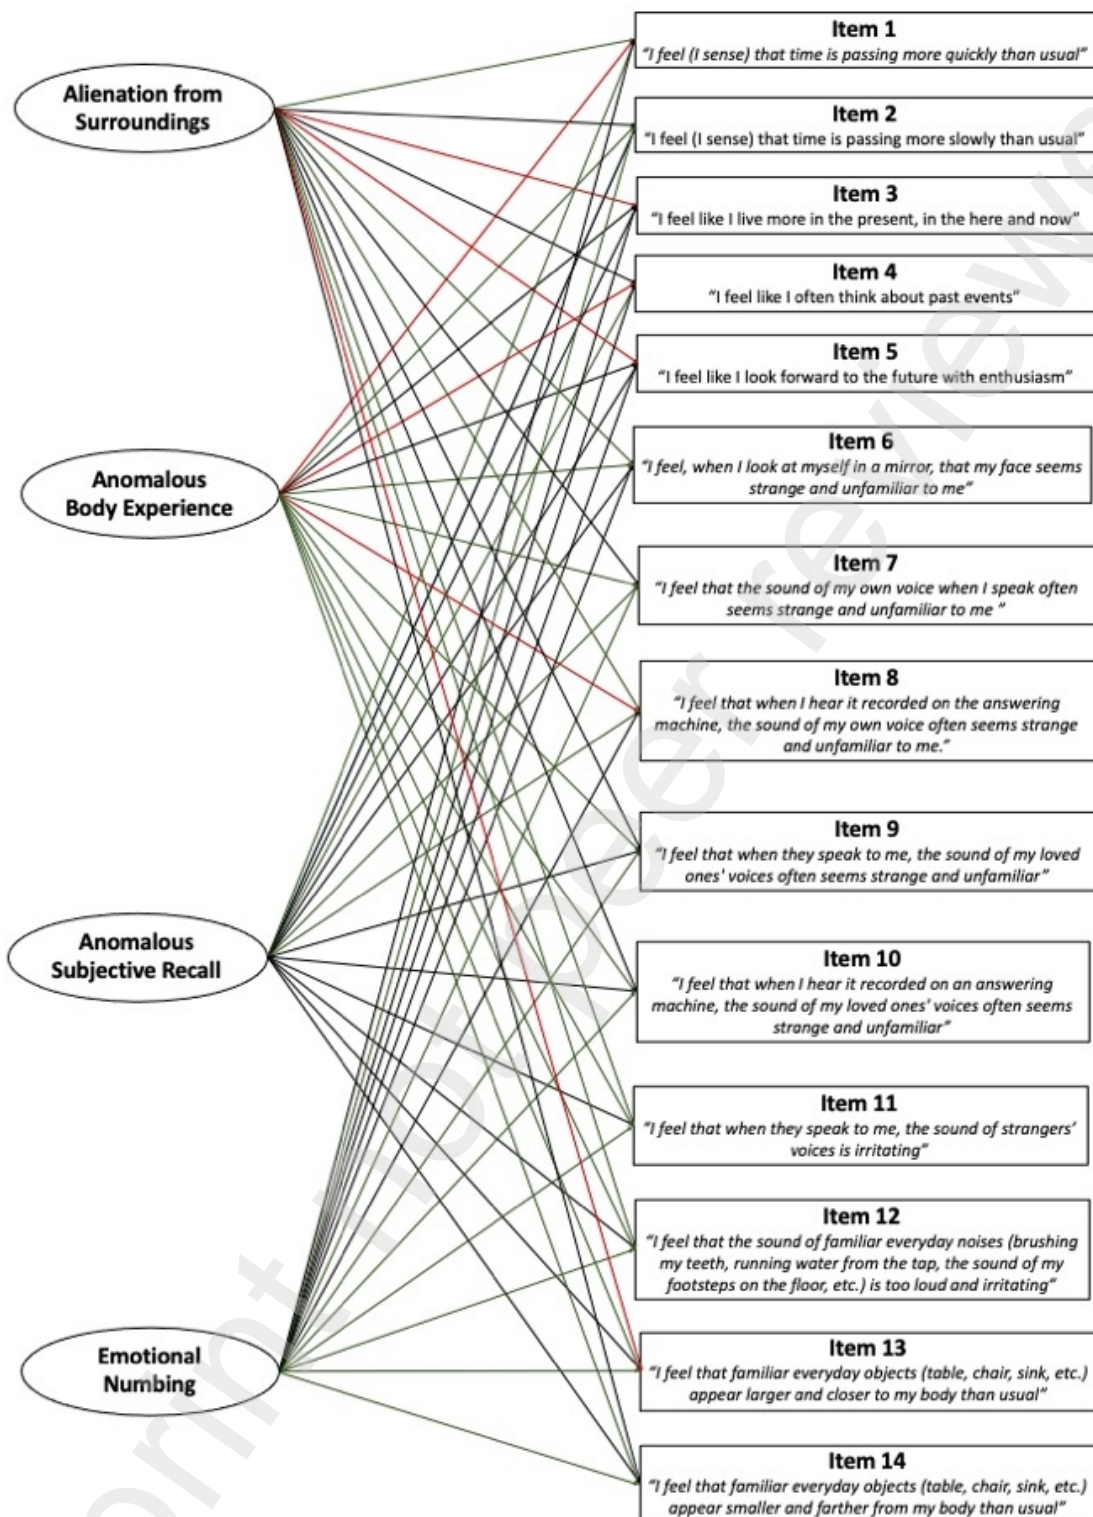 Item 1
"I feel (I sense) that time is passing more quickly than usual"
Alienation from
Surroundings
Item 2
"I feel (I sense) that time is passing more slowly than usual"
Item 3
"I feel like I live more in the present, in the here and now"
Item 4
"I feel like I often think about past events"
Item 5
"I feel like I look forward to the future with enthusiasm"
Item 6
"I feel, when I look at myself in a mirror, that my face seems
strange and unfamiliar to me"
Anomalous
Body Experience
Item 7
"I feel that the sound of my own voice when I speak often
seems strange and unfamiliar to me "
Item 8
"I feel that when I hear it recorded on the answering
machine, the sound of my own voice often seems strange
and unfamiliar to me."
Item 9
"I feel that when they speak to me, the sound of my loved
ones' voices often seems strange and unfamiliar"
Anomalous
Subjective Recall
Item 10
"I feel that when I hear it recorded on an answering
machine, the sound of my loved ones' voices often seems
strange and unfamiliar"
Item 11
"I feel that when they speak to me, the sound of strangers'
voices is irritating"
Item 12
"I feel that the sound of familiar everyday noises (brushing
my teeth, running water from the tap, the sound of my
footsteps on the floor, etc.) is too loud and irritating"
Emotional
Numbing
Item 13
"I feel that familiar everyday objects (table, chair, sink, etc.)
appear larger and closer to my body than usual"
Item 14
"I feel that familiar everyday objects (table, chair, sink, etc.)
appear smaller and farther from my body than usual"
not peer